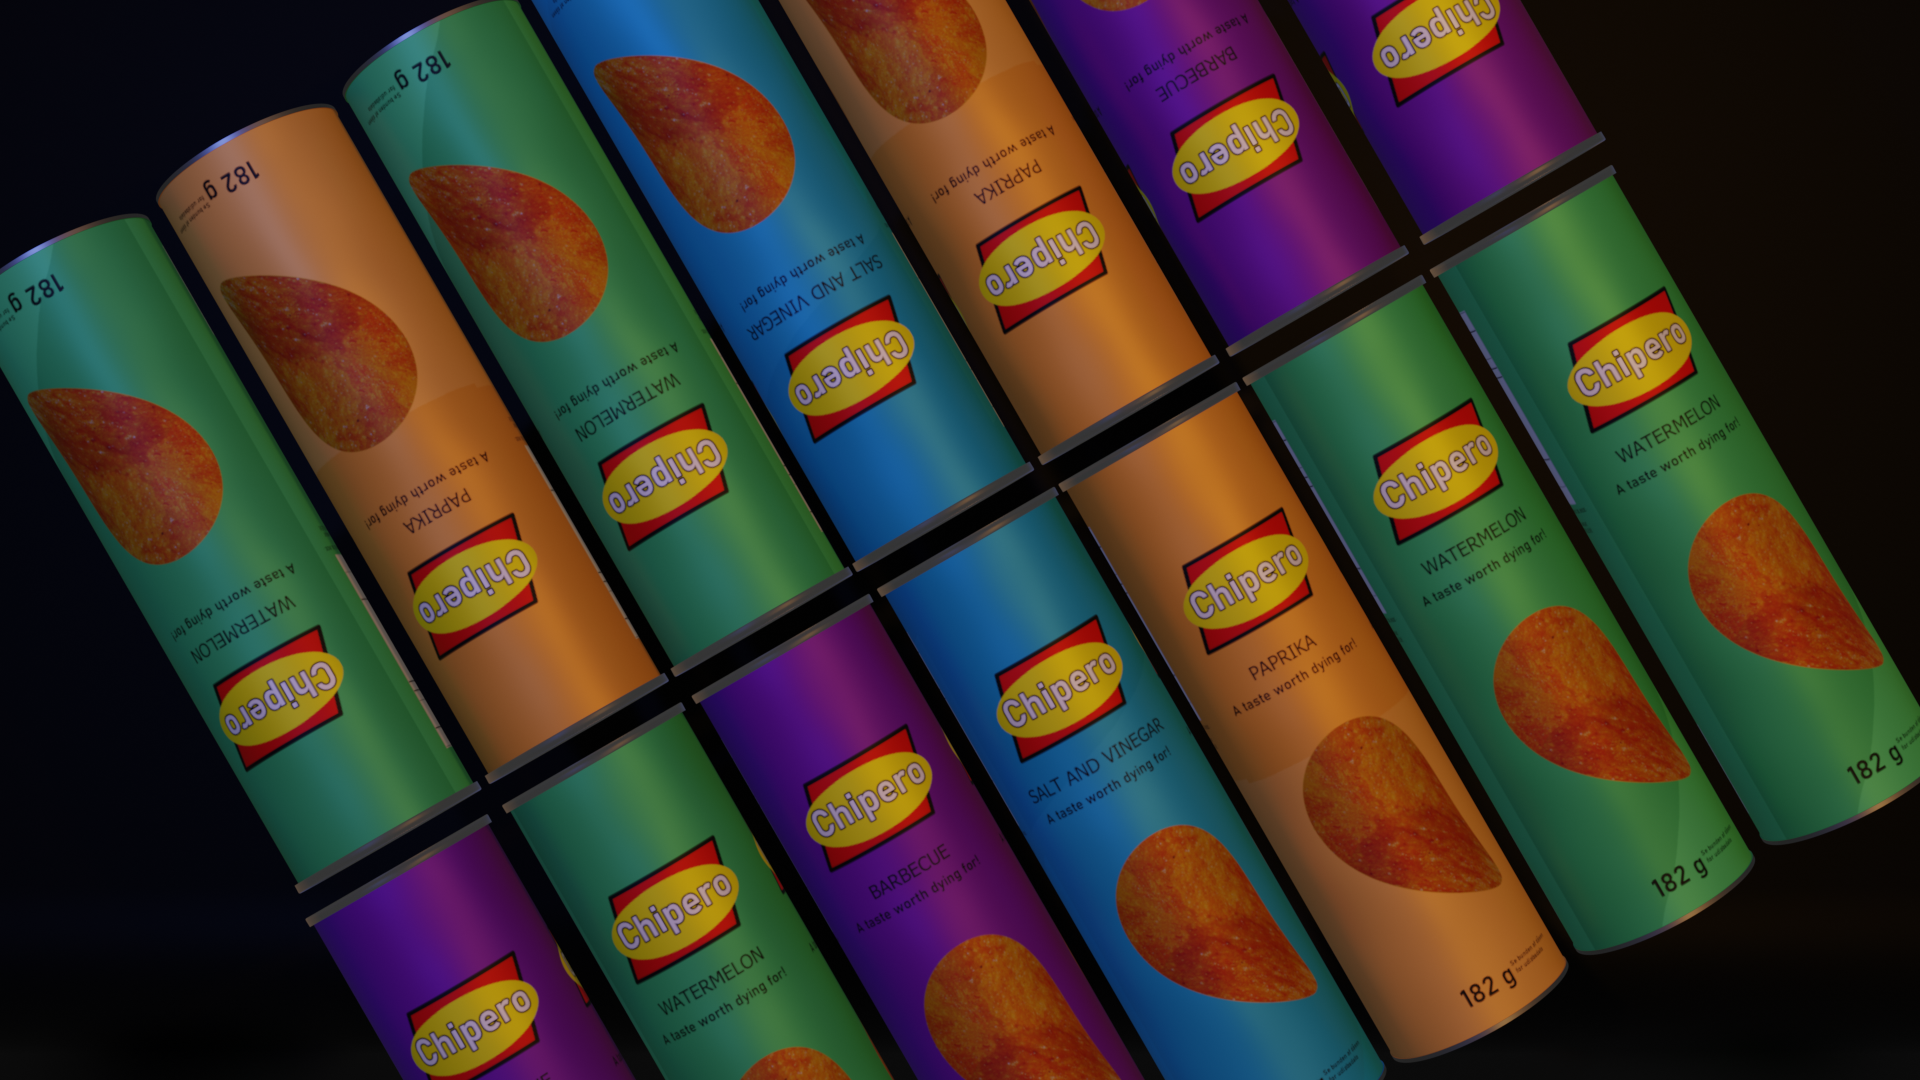 182 g
A taste worth dying for!
WATERMELON
Chipero
182 g
A taste worth dying for!
PAPRIKA
Chipero
182 g
A taste worth dying for!
WATERMELON
Chipero
A taste worth dying for!
SALT AND VINEGAR
Chipero
A taste worth dying for!
PAPRIKA
Chipero
A taste worth dying for!
BARBECUE
Chipero
Chipero
Chipero
Chipero
WATERMELON
A taste worth dying for!
Chipero
BARBECUE
A taste worth dying for!
Chipero
SALT AND VINEGAR
A taste worth dying for!
Chipero
PAPRIKA
A taste worth dying for!
182 g
Chipero
WATERMELON
A taste worth dying for!
182 g
Chipero
WATERMELON
A taste worth dying for!
182 g